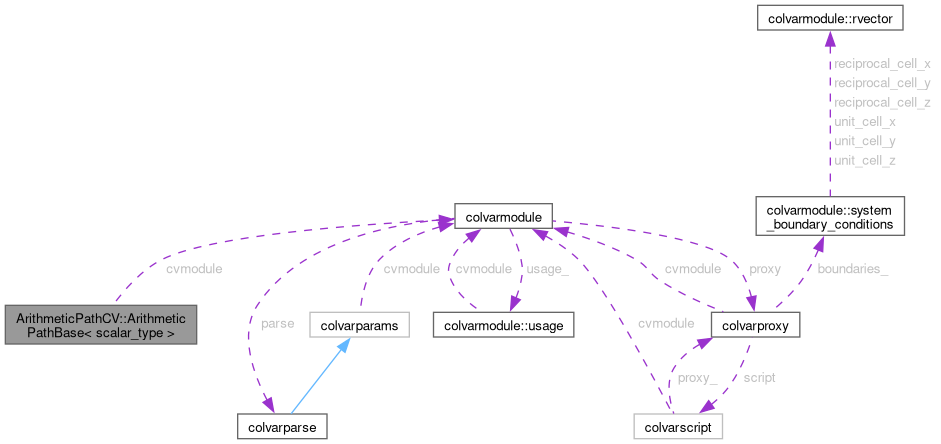 colvarmodule::rvector
reciprocal_cell_x
reciprocal_cell_y
reciprocal_cell_z
unit_cell_x
unit_cell_y
unit_cell_z
colvarmodule
colvarmodule::system
_boundary_conditions
cvmodule
cvmodule
cvmodule
usage_
cvmodule
proxy
boundaries_
ArithmeticPathCV::Arithmetic
PathBase< scalar_type >
parse
colvarparams
colvarmodule::usage
cvmodule
colvarproxy
proxy_
script
colvarparse
colvarscript